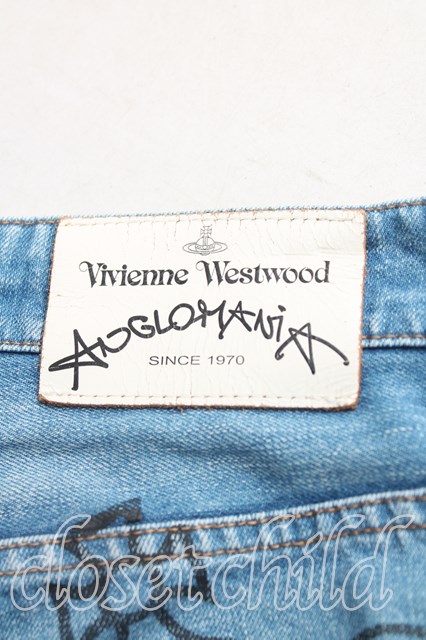 Vivienne Westwood
ANGLOMANIA
SINCE 1970
closet child